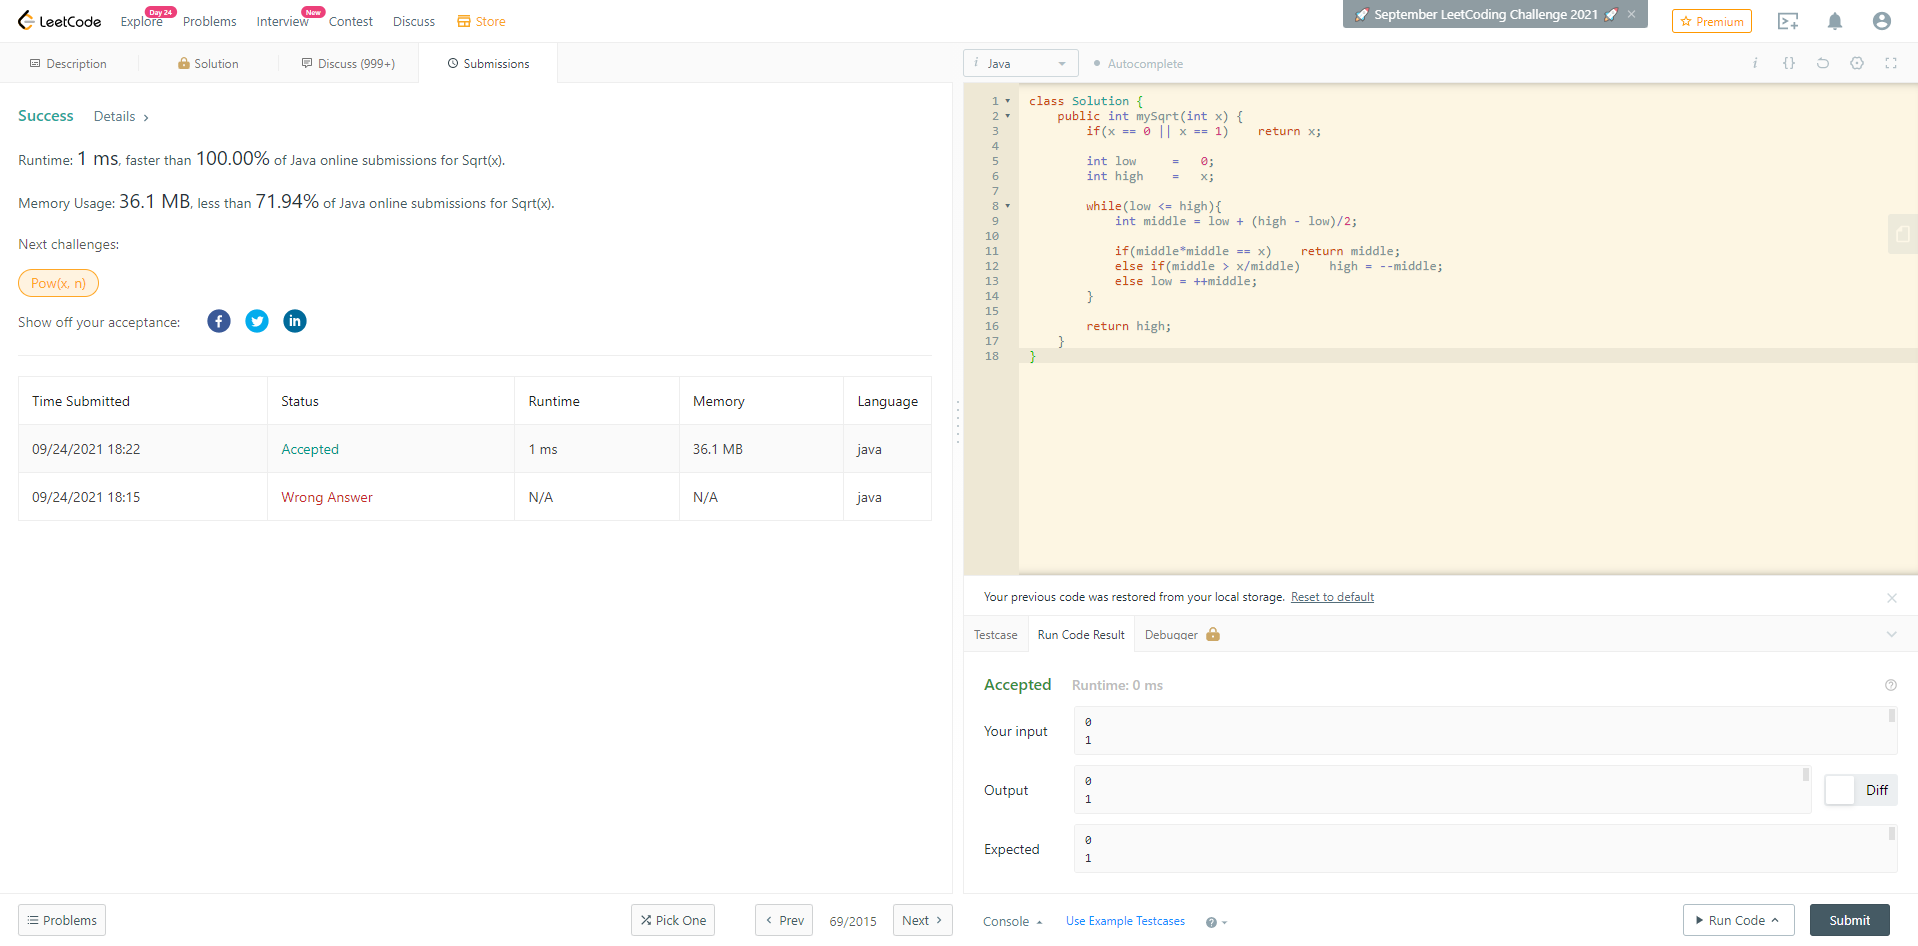 LeetCode
Explore
Day 24
Problems
Interview
New
Contest
Discuss
Store
🚀 September LeetCoding Challenge 2021 🚀 ×
Premium
Description
Solution
Discuss (999+)
Submissions
Success
Details ›
Runtime: 1 ms, faster than 100.00% of Java online submissions for Sqrt(x).
Memory Usage: 36.1 MB, less than 71.94% of Java online submissions for Sqrt(x).
Next challenges:
Pow(x, n)
Show off your acceptance:
Time Submitted Status Runtime Memory Language
09/24/2021 18:22 Accepted 1 ms 36.1 MB java
09/24/2021 18:15 Wrong Answer N/A N/A java
Problems
Pick One
‹ Prev
69/2015
Next ›
i Java
Autocomplete
i {}
1 class Solution {
2     public int mySqrt(int x) {
3         if(x == 0 || x == 1)    return x;
4
5         int low     =   0;
6         int high    =   x;
7
8         while(low <= high){
9             int middle = low + (high - low)/2;
10
11             if(middle*middle == x)    return middle;
12             else if(middle > x/middle)    high = --middle;
13             else low = ++middle;
14         }
15
16         return high;
17     }
18 }
Your previous code was restored from your local storage. Reset to default
Testcase
Run Code Result
Debugger
Accepted Runtime: 0 ms
Your input
0
1
Output
0
1
Diff
Expected
0
1
Console
Use Example Testcases
Run Code
Submit